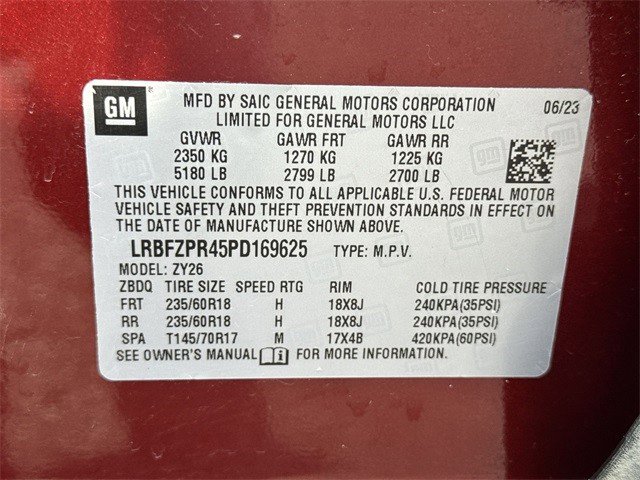 GM
MFD BY SAIC GENERAL MOTORS CORPORATION 06/23
LIMITED FOR GENERAL MOTORS LLC
GVWR GAWR FRT GAWR RR
2350 KG 1270 KG 1225 KG
5180 LB 2799 LB 2700 LB
THIS VEHICLE CONFORMS TO ALL APPLICABLE U.S. FEDERAL MOTOR
VEHICLE SAFETY AND THEFT PREVENTION STANDARDS IN EFFECT ON
THE DATE OF MANUFACTURE SHOWN ABOVE.
LRBFZPR45PD169625 TYPE: M.P.V.
MODEL: ZY26
ZBDQ TIRE SIZE SPEED RTG RIM COLD TIRE PRESSURE
FRT 235/60R18 H 18X8J 240KPA(35PSI)
RR 235/60R18 H 18X8J 240KPA(35PSI)
SPA T145/70R17 M 17X4B 420KPA(60PSI)
SEE OWNER'S MANUAL FOR MORE INFORMATION